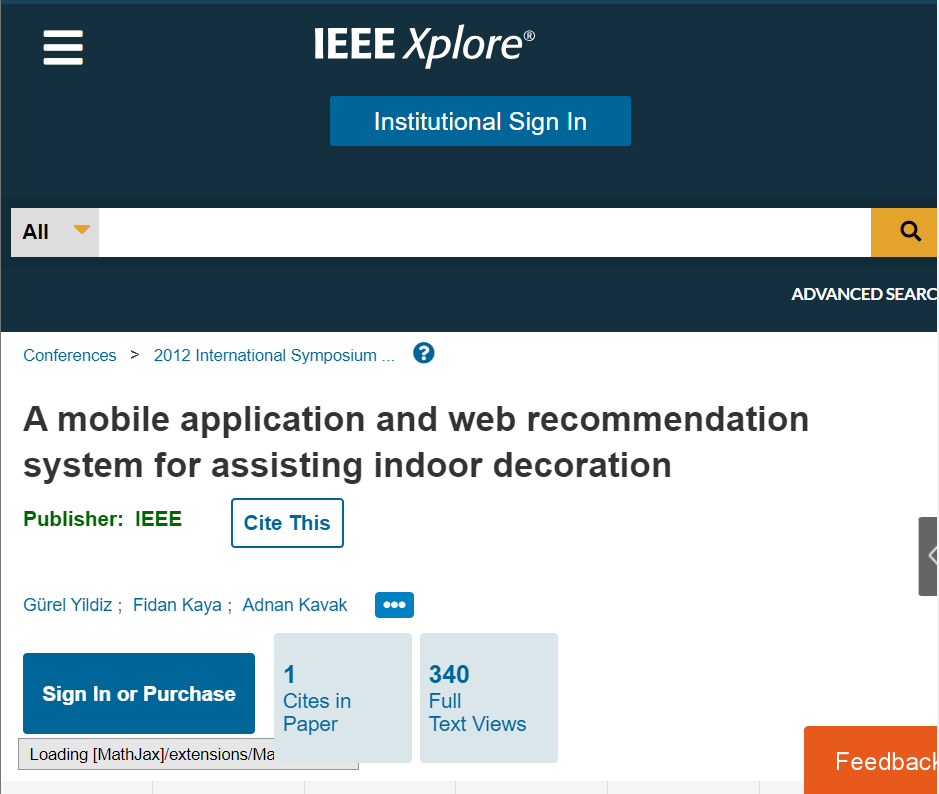 IEEE Xplore®
Institutional Sign In
All
ADVANCED SEARC
Conferences > 2012 International Symposium ...
A mobile application and web recommendation
system for assisting indoor decoration
Publisher: IEEE
Cite This
Gürel Yildiz ; Fidan Kaya ; Adnan Kavak
Sign In or Purchase
1
Cites in
Paper
340
Full
Text Views
Loading [MathJax]/extensions/Ma
Feedback